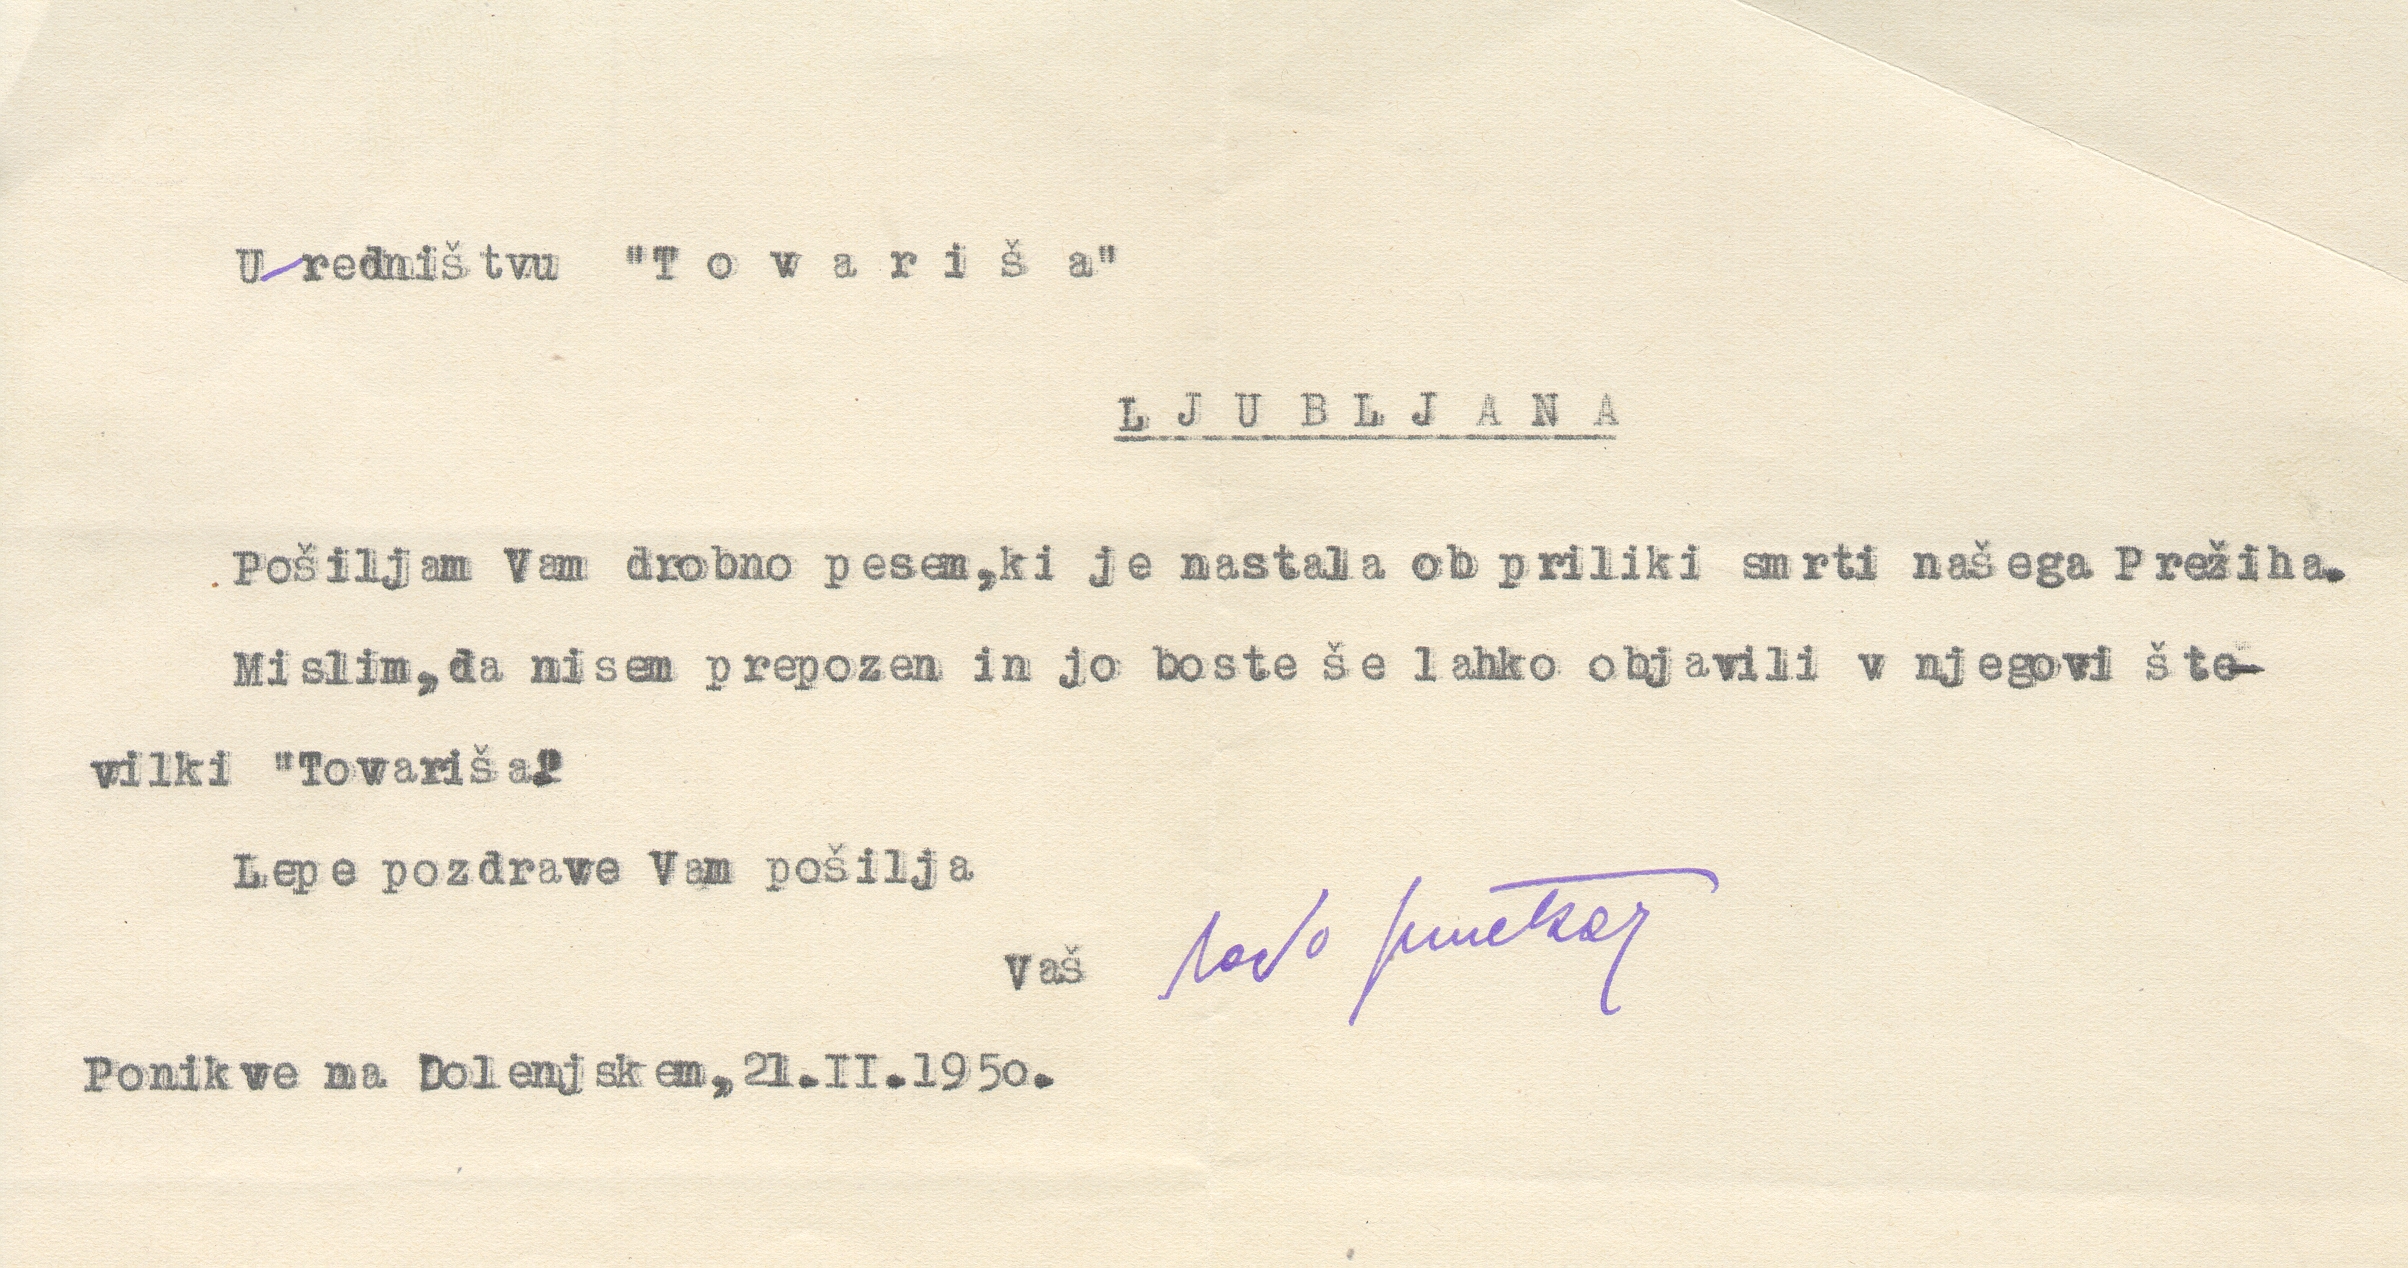 Uredništvu "T o v a r i š a"
L J U B L J A N A
Pošiljam Vam drobno pesem,ki je nastala ob priliki smrti našega Prežiha.
Mislim,da nisem prepozen in jo boste še lahko objavili v njegovi šte-
vilki "Tovariša".
Lepe pozdrave Vam pošilja
Vaš
Ponikve na Dolenjskem,21.II.1950.